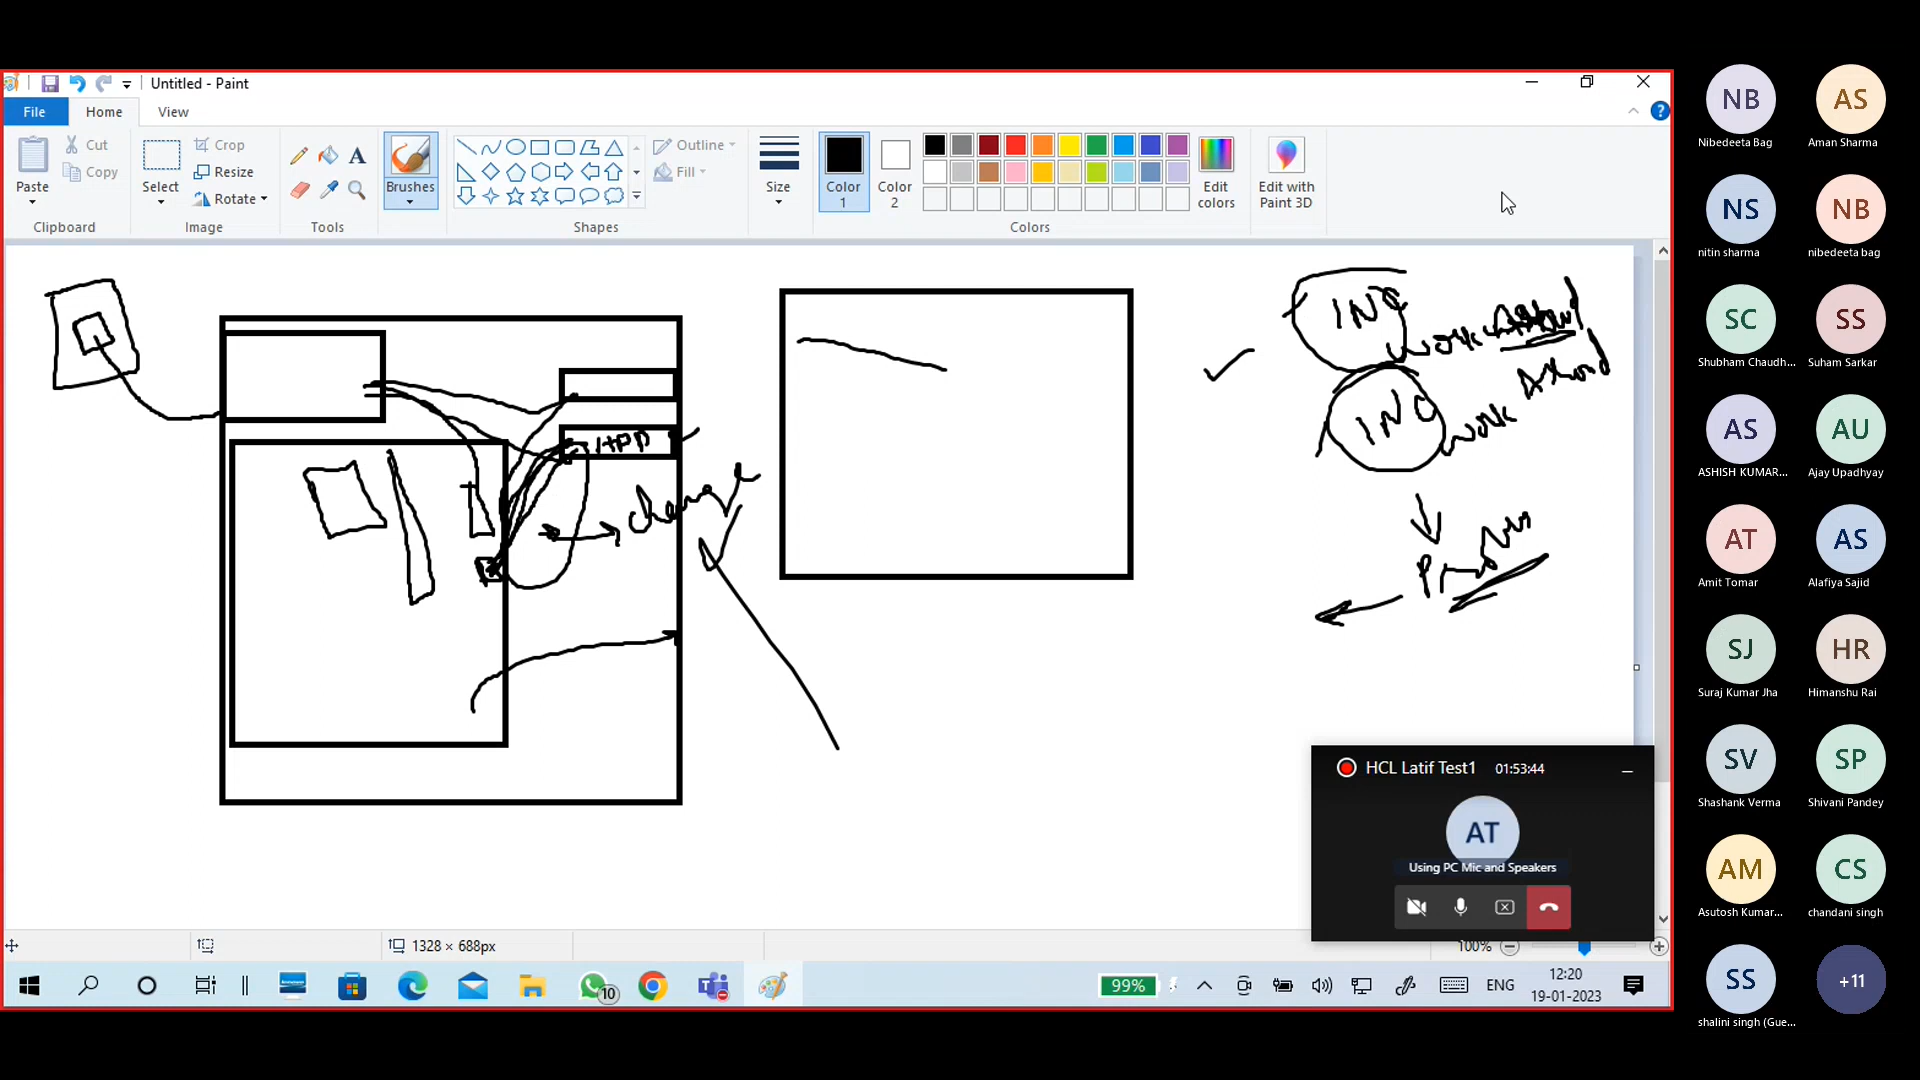 Untitled - Paint
File
Home
View
Paste
Cut
Copy
Clipboard
Select
Crop
Resize
Rotate
Image
Tools
Brushes
Shapes
Outline
Fill
Size
Color 1
Color 2
Colors
Edit colors
Edit with Paint 3D
INC
work
INC
work
HDD
change
HCL Latif Test1 01:53:44
AT
Using PC Mic and Speakers
1328 × 688px
100%
10
99%
ENG
12:20
19-01-2023
NB
Nibedeeta Bag
AS
Aman Sharma
NS
nitin sharma
NB
nibedeeta bag
SC
Shubham Chaudh...
SS
Suham Sarkar
AS
ASHISH KUMAR...
AU
Ajay Upadhyay
AT
Amit Tomar
AS
Alafiya Sajid
SJ
Suraj Kumar Jha
HR
Himanshu Rai
SV
Shashank Verma
SP
Shivani Pandey
AM
Asutosh Kumar...
CS
chandani singh
SS
shalini singh (Gue...
+11